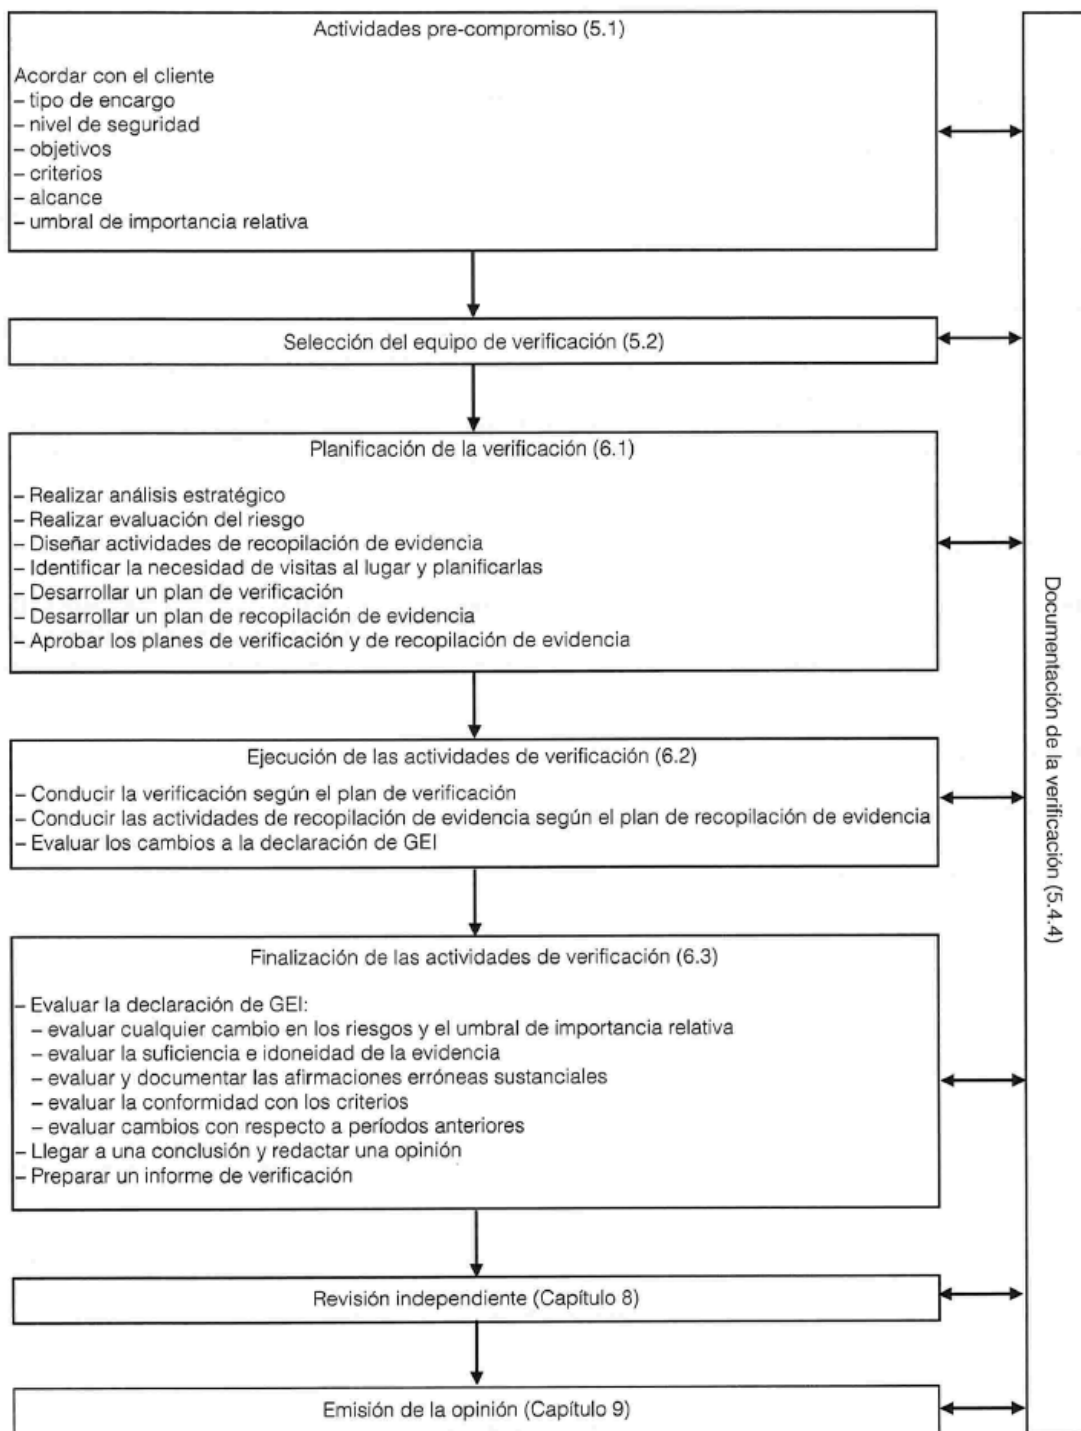 Actividades pre-compromiso (5.1)
Acordar con el cliente
– tipo de encargo
– nivel de seguridad
– objetivos
– criterios
– alcance
– umbral de importancia relativa
Selección del equipo de verificación (5.2)
Planificación de la verificación (6.1)
– Realizar análisis estratégico
– Realizar evaluación del riesgo
– Diseñar actividades de recopilación de evidencia
– Identificar la necesidad de visitas al lugar y planificarlas
– Desarrollar un plan de verificación
– Desarrollar un plan de recopilación de evidencia
– Aprobar los planes de verificación y de recopilación de evidencia
Ejecución de las actividades de verificación (6.2)
– Conducir la verificación según el plan de verificación
– Conducir las actividades de recopilación de evidencia según el plan de recopilación de evidencia
– Evaluar los cambios a la declaración de GEI
Finalización de las actividades de verificación (6.3)
– Evaluar la declaración de GEI:
– evaluar cualquier cambio en los riesgos y el umbral de importancia relativa
– evaluar la suficiencia e idoneidad de la evidencia
– evaluar y documentar las afirmaciones erróneas sustanciales
– evaluar la conformidad con los criterios
– evaluar cambios con respecto a períodos anteriores
– Llegar a una conclusión y redactar una opinión
– Preparar un informe de verificación
Revisión independiente (Capítulo 8)
Emisión de la opinión (Capítulo 9)
Documentación de la verificación (5.4.4)